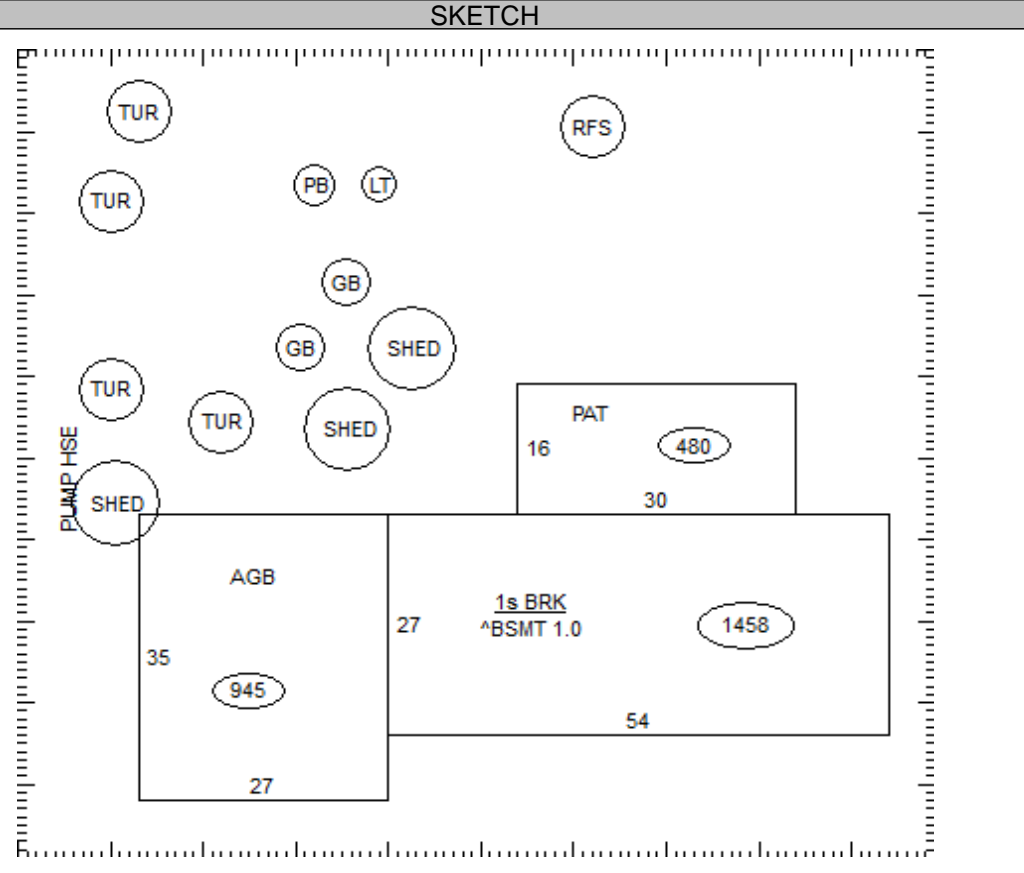 SKETCH
TUR
RFS
TUR
PB
LT
GB
GB
SHED
TUR
TUR
SHED
PAT
480
16
30
PUMP HSE
SHED
AGB
35
945
27
1s BRK
^BSMT 1.0
27
1458
54